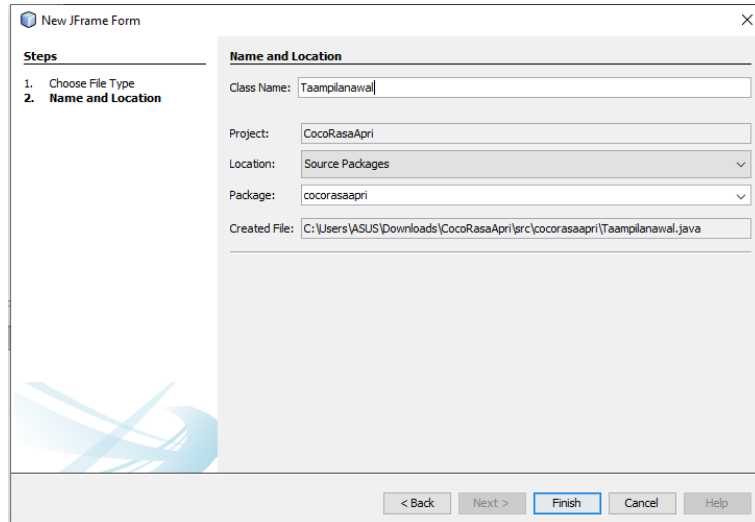 New JFrame Form
Steps
1. Choose File Type
2. Name and Location
Name and Location
Class Name: Taampilanawal
Project: CocoRasaApri
Location: Source Packages
Package: cocorasaapri
Created File: C:\Users\ASUS\Downloads\CocoRasaApri\src\cocorasaapri\Taampilanawal.java
< Back Next > Finish Cancel Help